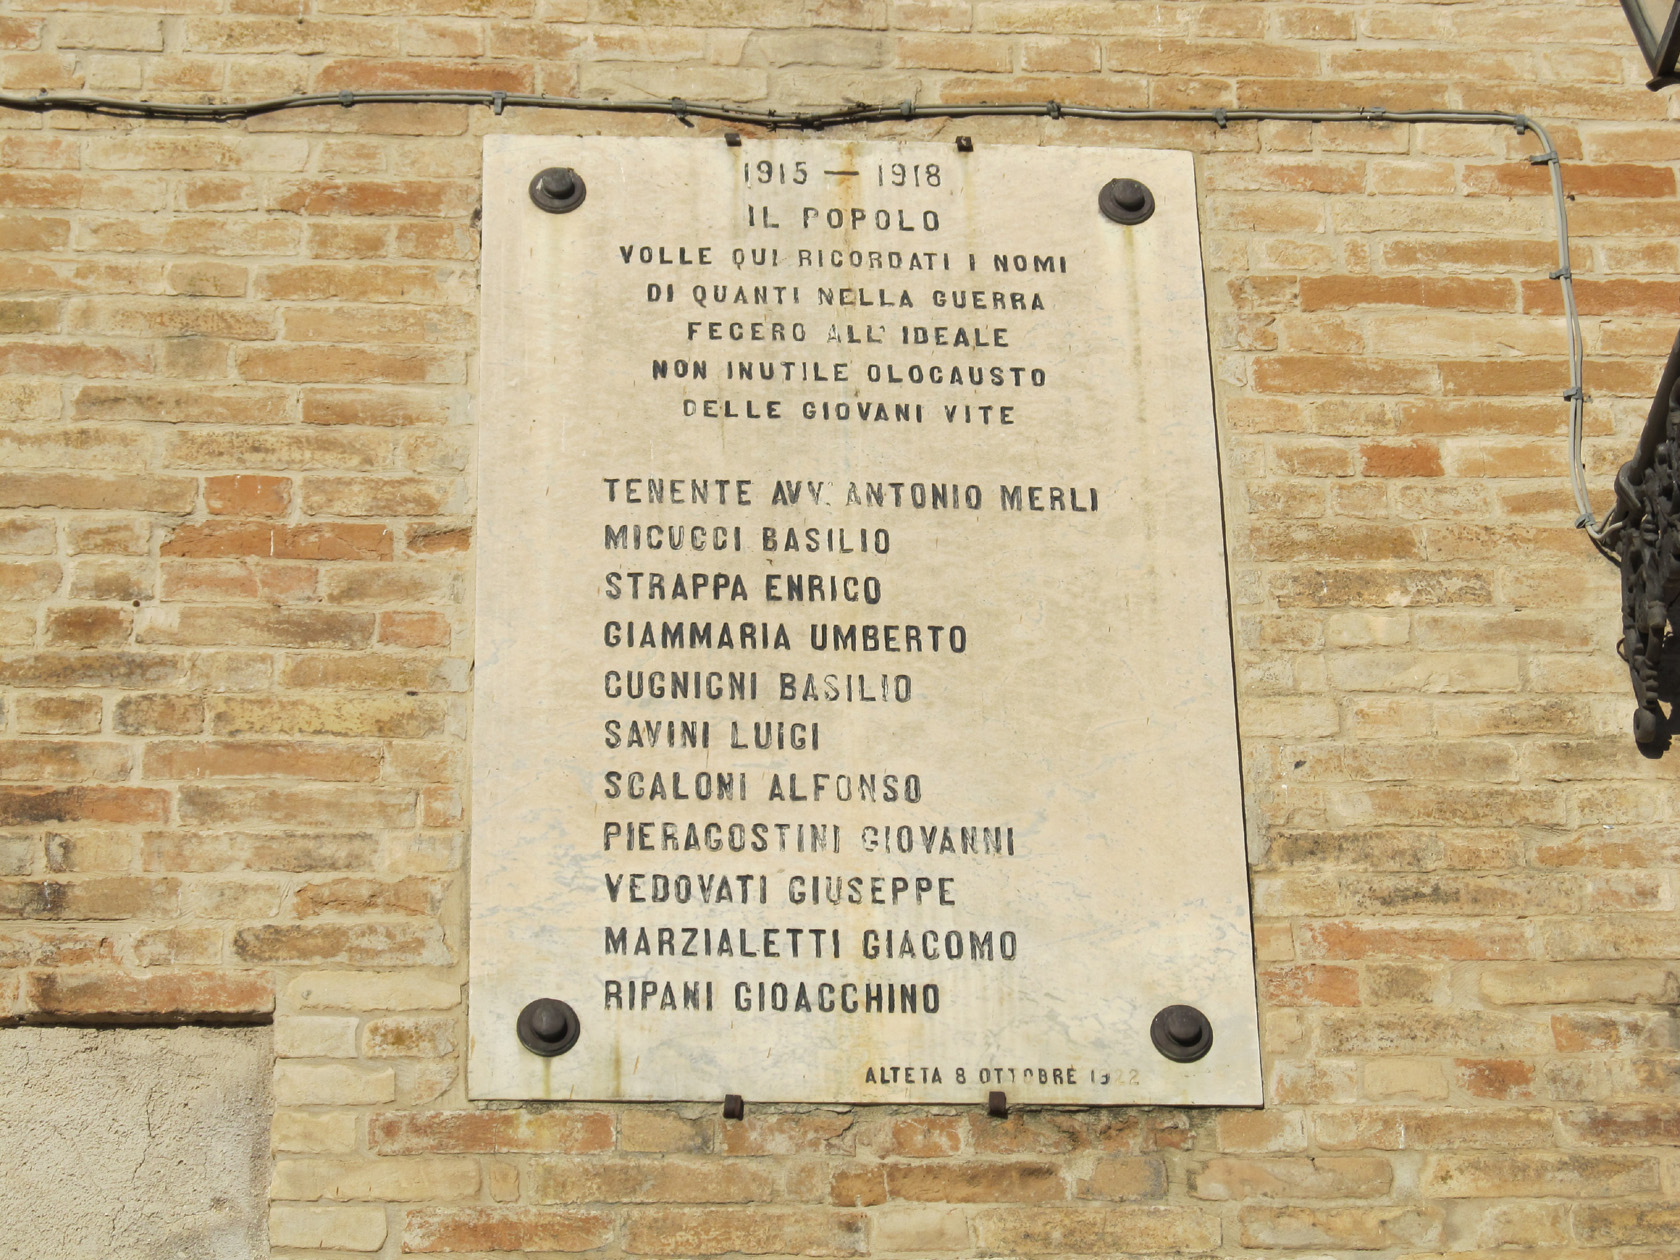 1915 — 1918
IL POPOLO
VOLLE QUI RICORDATI I NOMI
DI QUANTI NELLA GUERRA
FECERO ALL' IDEALE
NON INUTILE OLOCAUSTO
DELLE GIOVANI VITE
TENENTE AVV. ANTONIO MERLI
MICUCCI BASILIO
STRAPPA ENRICO
GIAMMARIA UMBERTO
CUGNIGNI BASILIO
SAVINI LUIGI
SCALONI ALFONSO
PIERAGOSTINI GIOVANNI
VEDOVATI GIUSEPPE
MARZIALETTI GIACOMO
RIPANI GIOACCHINO
ALTETA 8 OTTOBRE 1922